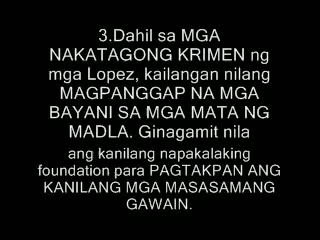 3.Dahil sa MGA
NAKATAGONG KRIMEN ng
mga Lopez, kailangan nilang
MAGPANGGAP NA MGA
BAYANI SA MGA MATA NG
MADLA. Ginagamit nila
ang kanilang napakalaking
foundation para PAGTAKPAN ANG
KANILANG MGA MASASAMANG
GAWAIN.